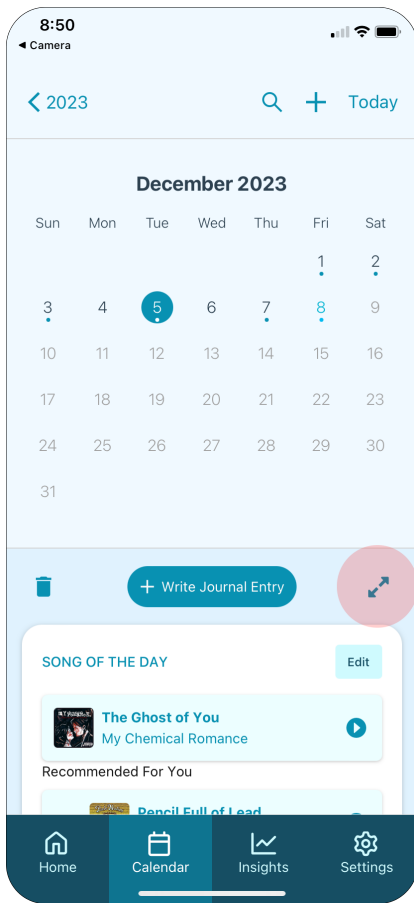 8:50
◀ Camera
2023
Today
December 2023
Sun Mon Tue Wed Thu Fri Sat
1 2
3 4 5 6 7 8 9
10 11 12 13 14 15 16
17 18 19 20 21 22 23
24 25 26 27 28 29 30
31
+ Write Journal Entry
SONG OF THE DAY
Edit
The Ghost of You
My Chemical Romance
Recommended For You
Pencil Full of Lead
Home Calendar Insights Settings